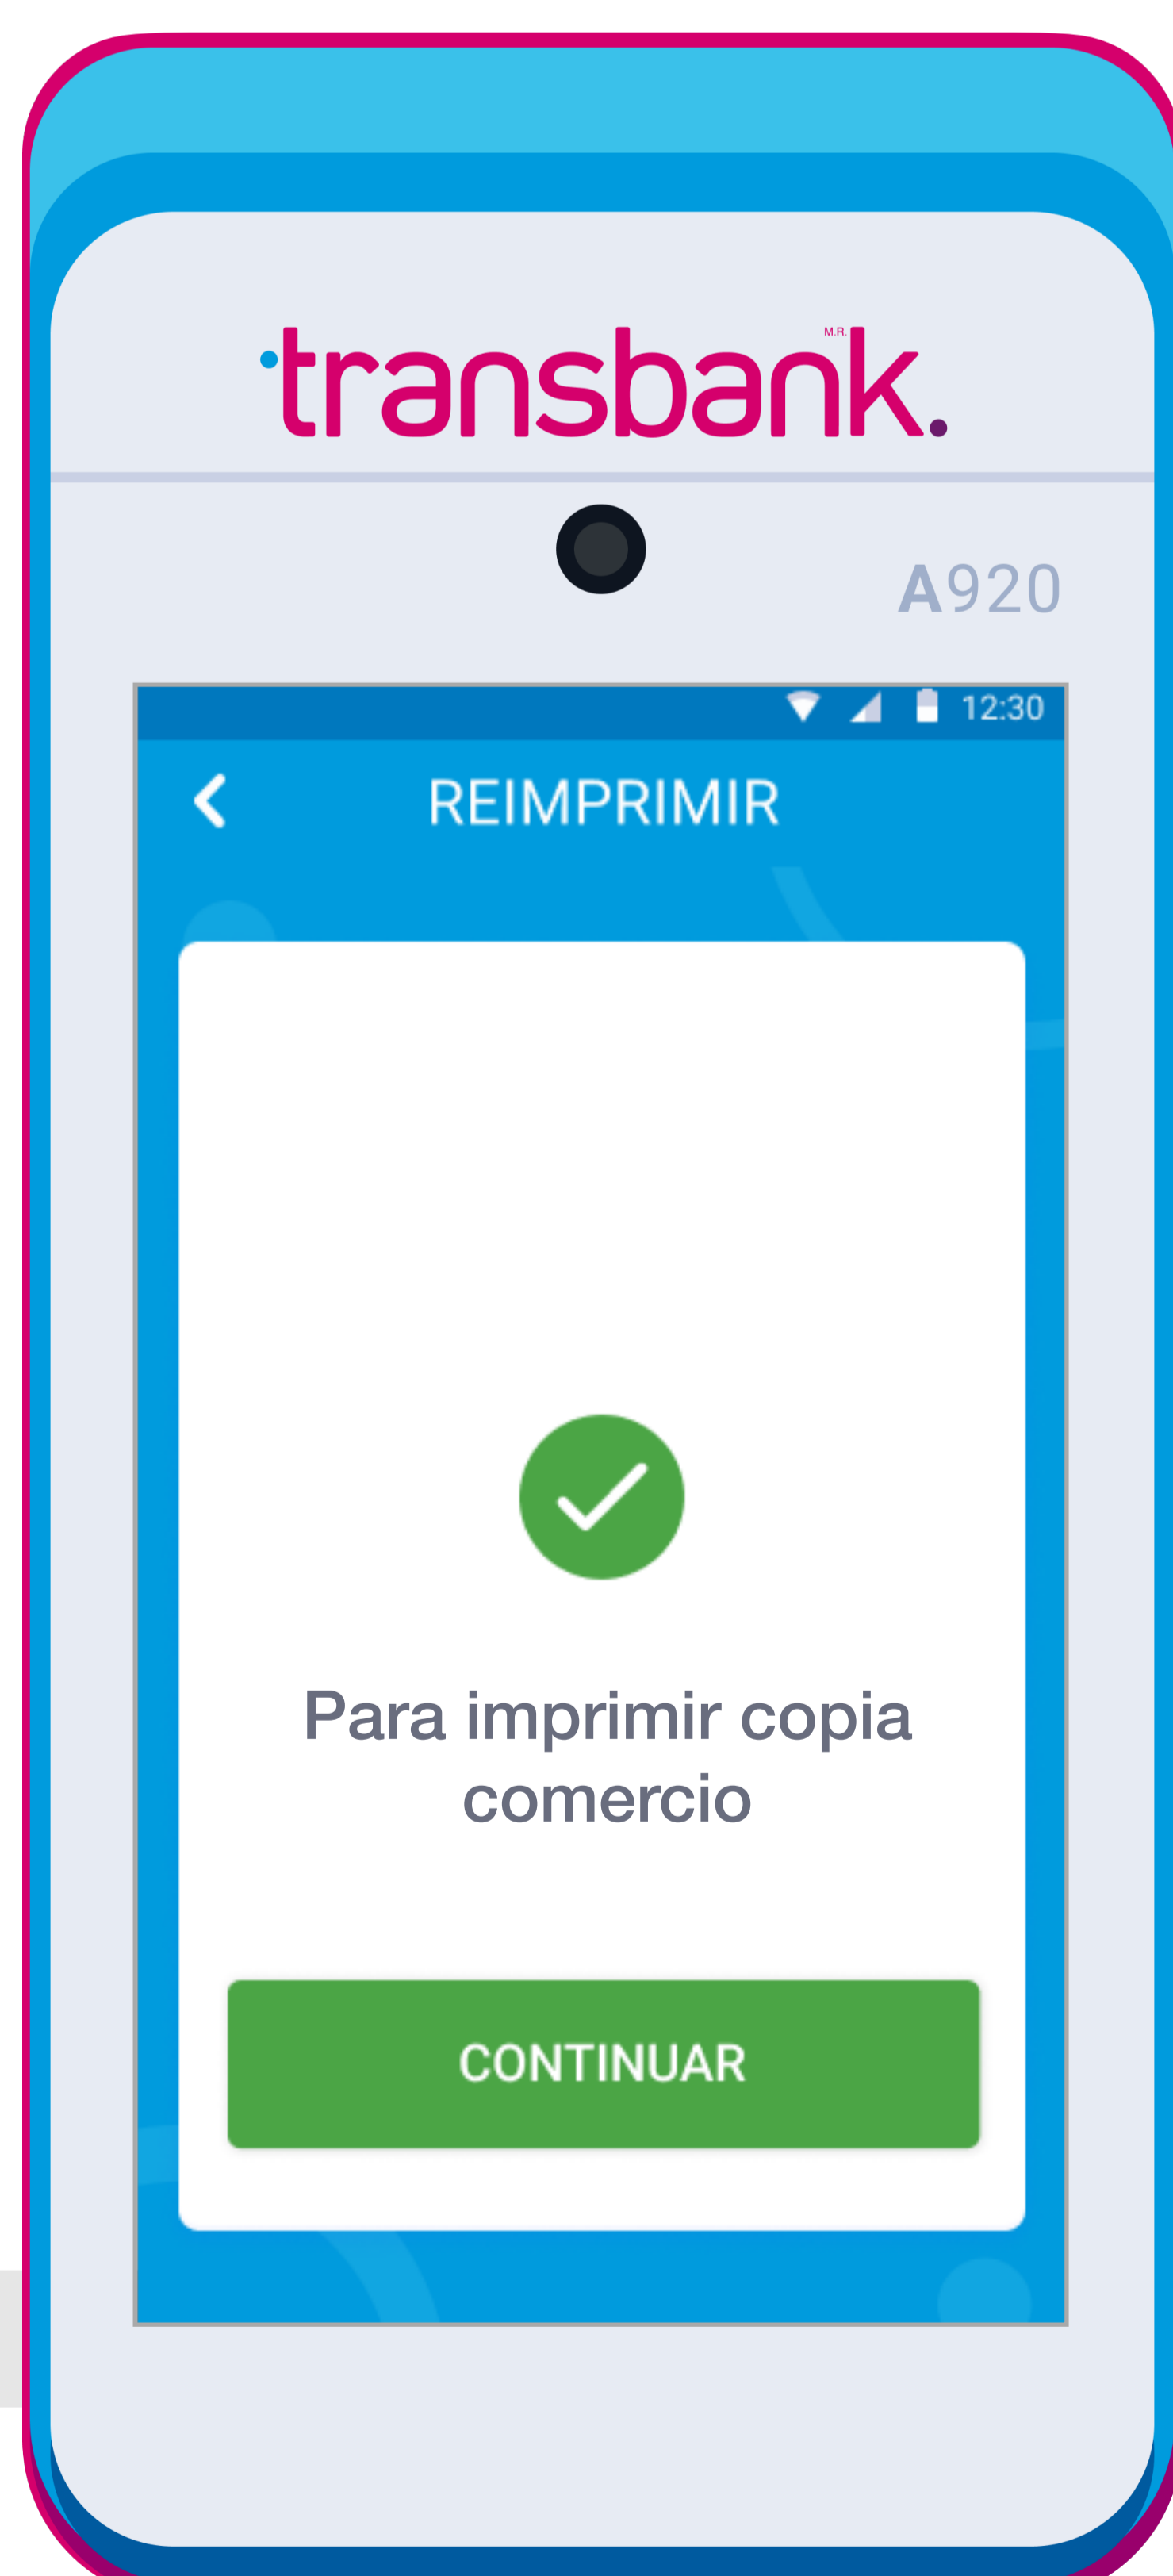 transbank.
M.R.
A920
12:30
REIMPRIMIR
Para imprimir copia
comercio
CONTINUAR